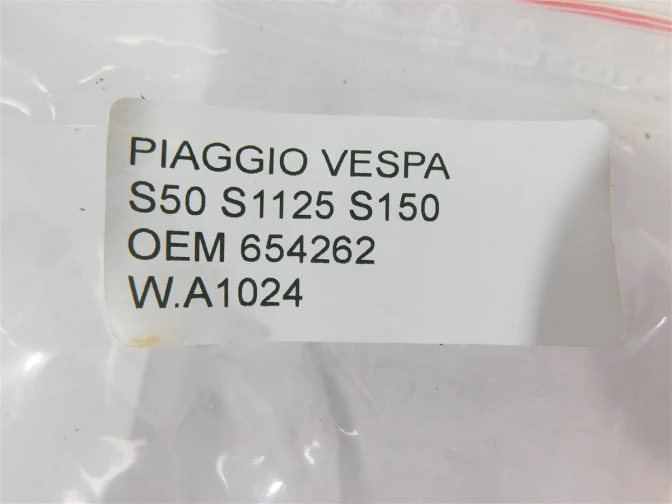 PIAGGIO VESPA
S50 S1125 S150
OEM 654262
W.A1024